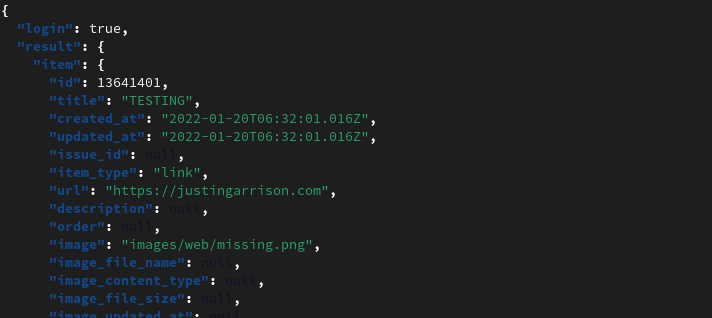 {
  "login": true,
  "result": {
    "item": {
      "id": 13641401,
      "title": "TESTING",
      "created_at": "2022-01-20T06:32:01.016Z",
      "updated_at": "2022-01-20T06:32:01.016Z",
      "issue_id": null,
      "item_type": "link",
      "url": "https://justingarrison.com",
      "description": null,
      "order": null,
      "image": "images/web/missing.png",
      "image_file_name": null,
      "image_content_type": null,
      "image_file_size": null,
      "image_updated_at": null,